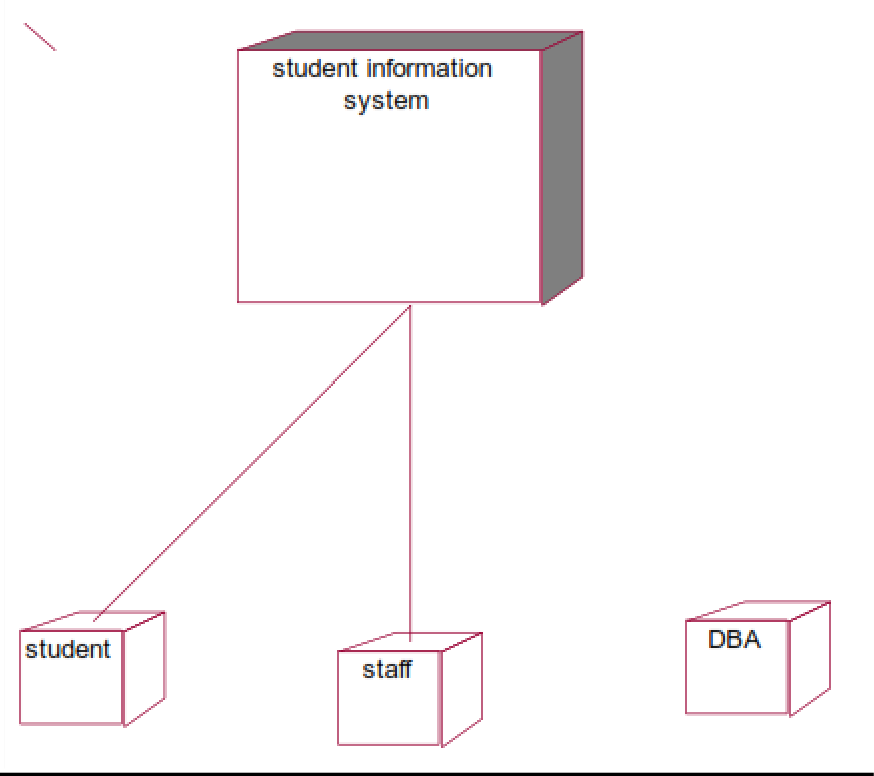 student information
system
student
staff
DBA